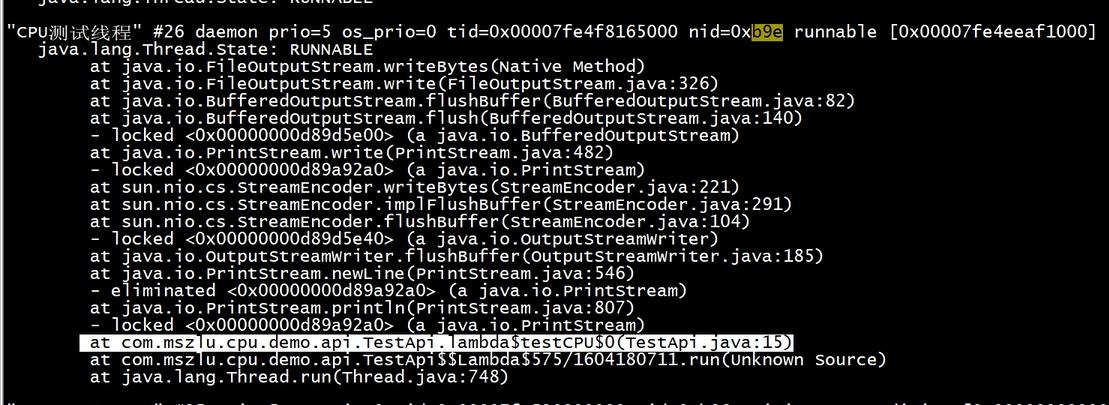 java.lang.Thread.State: RUNNABLE
"CPU测试线程" #26 daemon prio=5 os_prio=0 tid=0x00007fe4f8165000 nid=0xb9e runnable [0x00007fe4eeaf1000]
java.lang.Thread.State: RUNNABLE
at java.io.FileOutputStream.writeBytes(Native Method)
at java.io.FileOutputStream.write(FileOutputStream.java:326)
at java.io.BufferedOutputStream.flushBuffer(BufferedOutputStream.java:82)
at java.io.BufferedOutputStream.flush(BufferedOutputStream.java:140)
- locked <0x00000000d89d5e00> (a java.io.BufferedOutputStream)
at java.io.PrintStream.write(PrintStream.java:482)
- locked <0x00000000d89a92a0> (a java.io.PrintStream)
at sun.nio.cs.StreamEncoder.writeBytes(StreamEncoder.java:221)
at sun.nio.cs.StreamEncoder.implFlushBuffer(StreamEncoder.java:291)
at sun.nio.cs.StreamEncoder.flushBuffer(StreamEncoder.java:104)
- locked <0x00000000d89d5e40> (a java.io.OutputStreamWriter)
at java.io.OutputStreamWriter.flushBuffer(OutputStreamWriter.java:185)
at java.io.PrintStream.newLine(PrintStream.java:546)
- eliminated <0x00000000d89a92a0> (a java.io.PrintStream)
at java.io.PrintStream.println(PrintStream.java:807)
- locked <0x00000000d89a92a0> (a java.io.PrintStream)
at com.mszlu.cpu.demo.api.TestApi.lambda$testCPU$0(TestApi.java:15)
at com.mszlu.cpu.demo.api.TestApi$$Lambda$575/1604180711.run(Unknown Source)
at java.lang.Thread.run(Thread.java:748)